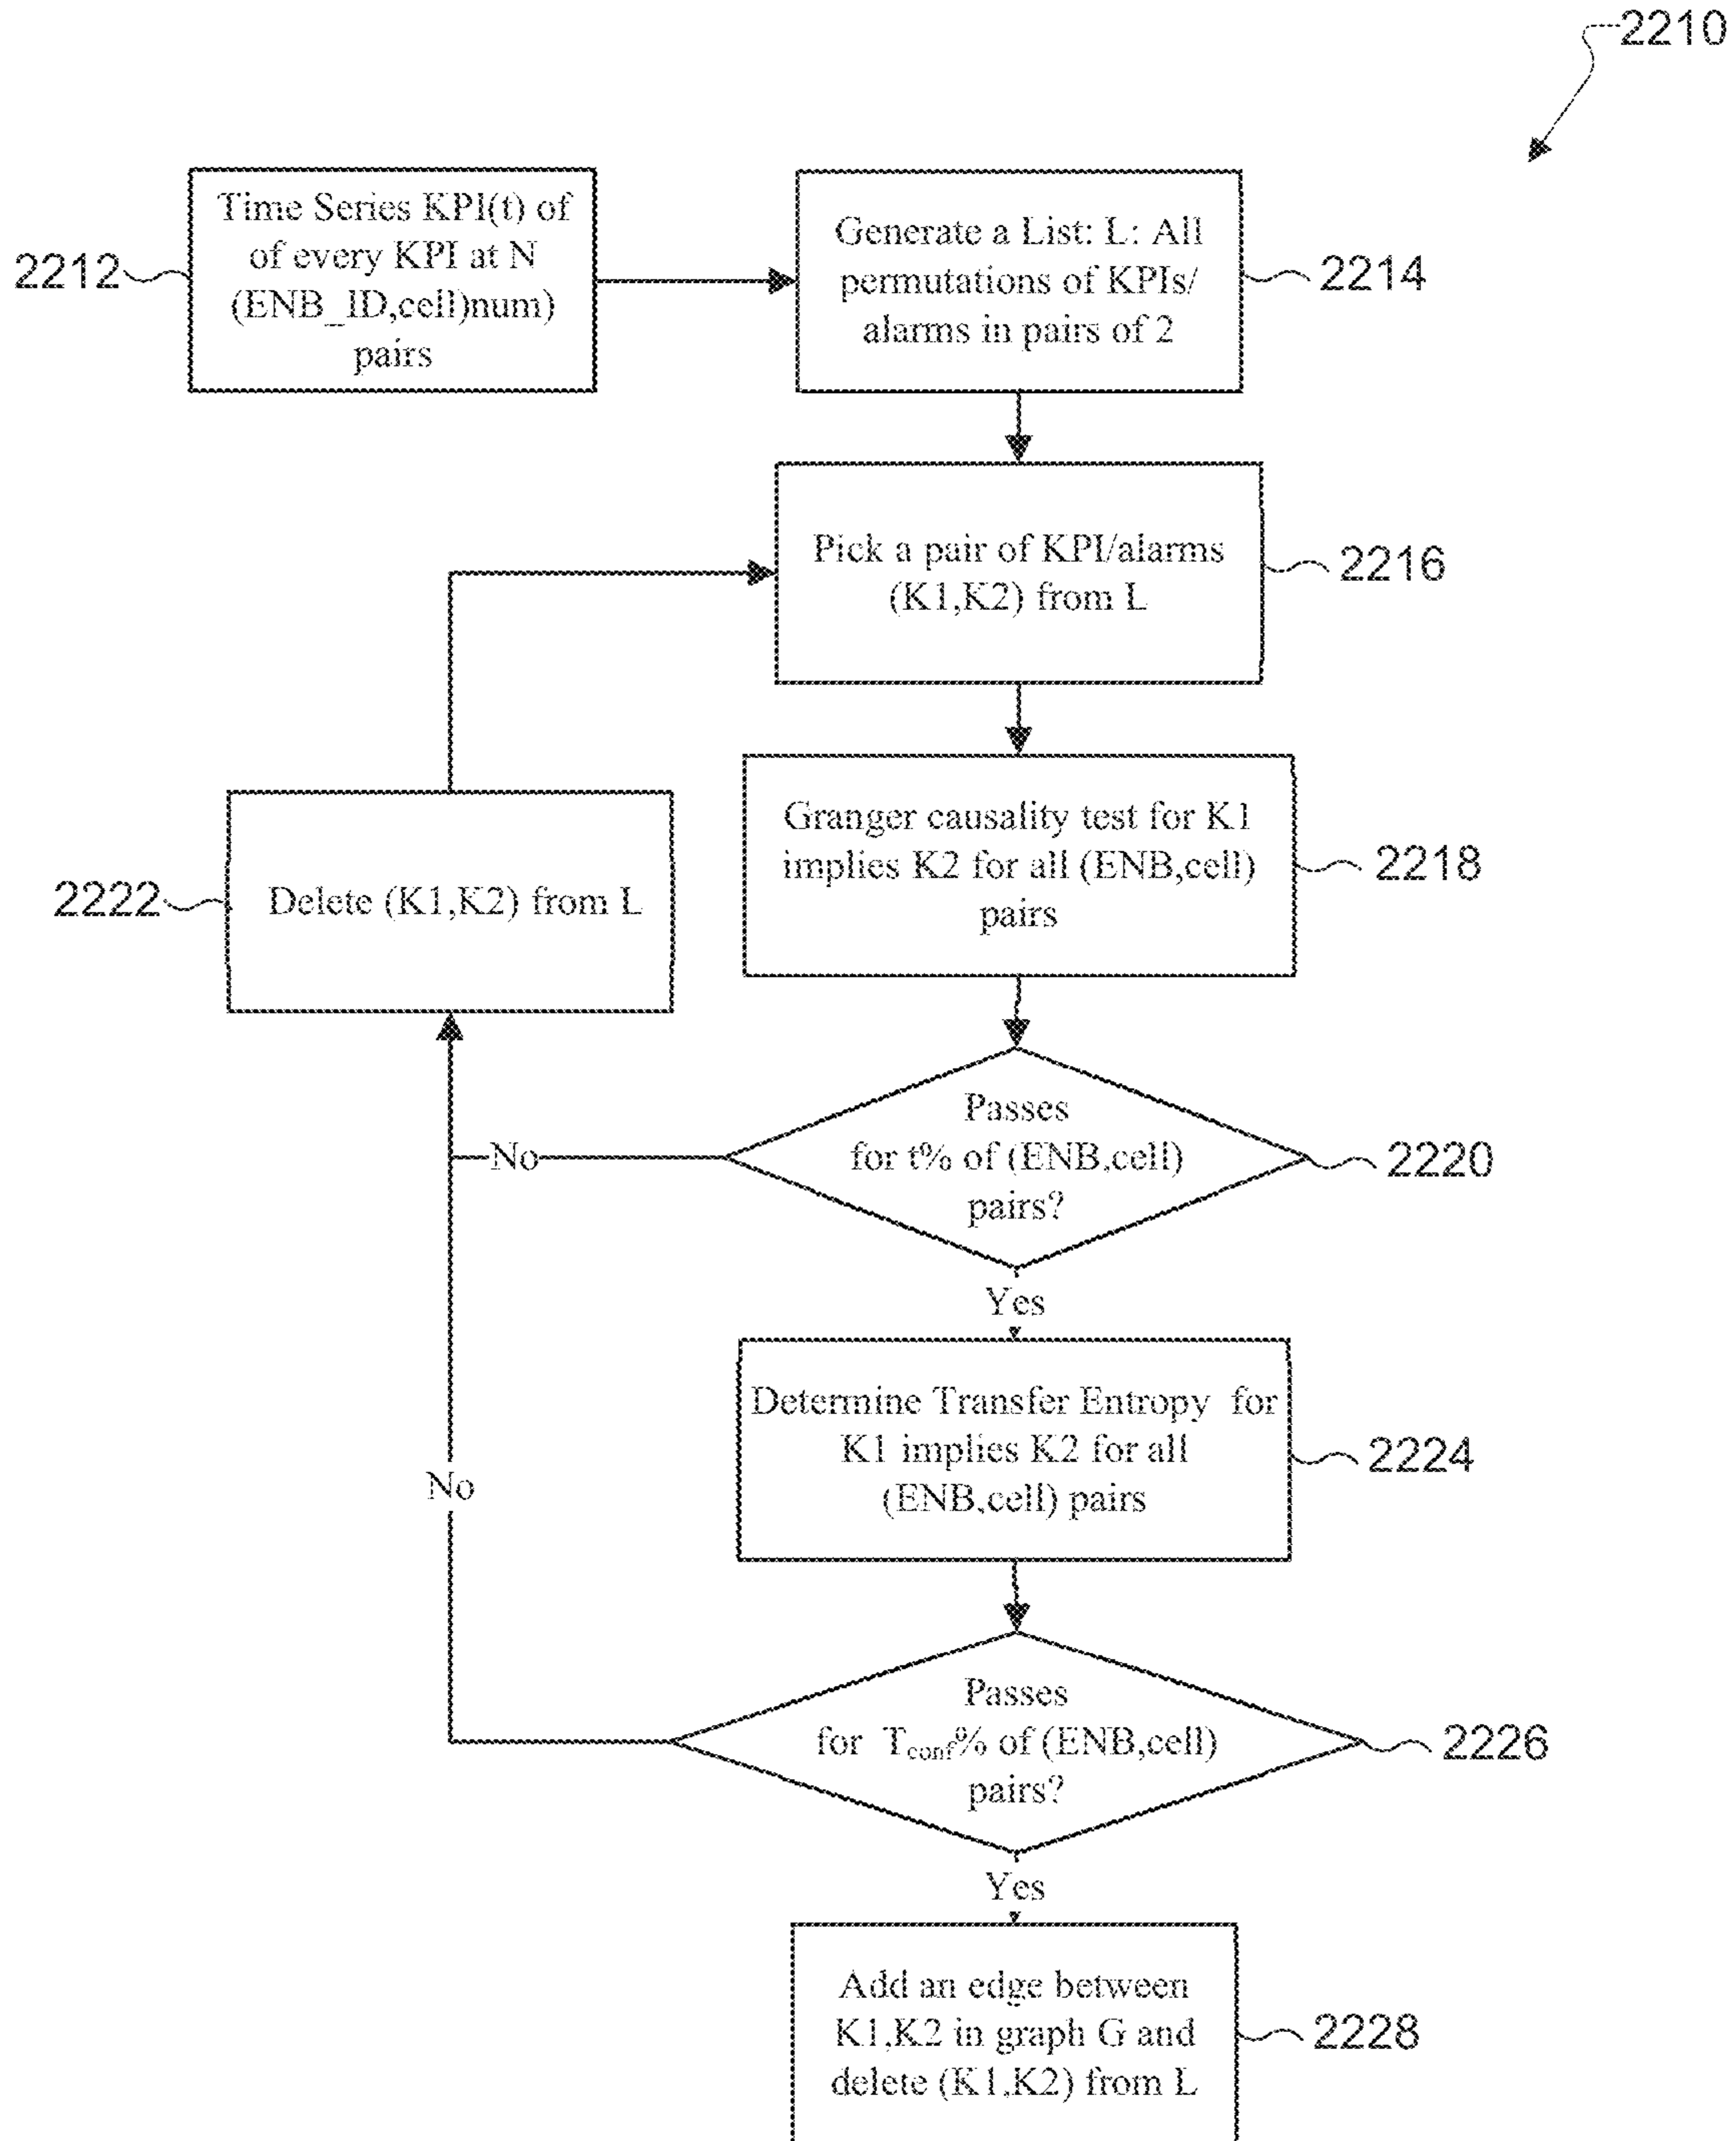 2210
Time Series KPI(t) of
of every KPI at N
(ENB_ID,cell)num)
pairs
2212
Generate a List: L: All
permutations of KPIs/
alarms in pairs of 2
2214
Pick a pair of KPI/alarms
(K1,K2) from L
2216
Granger causality test for K1
implies K2 for all (ENB,cell)
pairs
2218
Delete (K1,K2) from L
2222
Passes
for t% of (ENB,cell)
pairs?
2220
No
Yes
Determine Transfer Entropy for
K1 implies K2 for all
(ENB,cell) pairs
2224
No
Passes
for Tconf% of (ENB,cell)
pairs?
2226
Yes
Add an edge between
K1,K2 in graph G and
delete (K1,K2) from L
2228